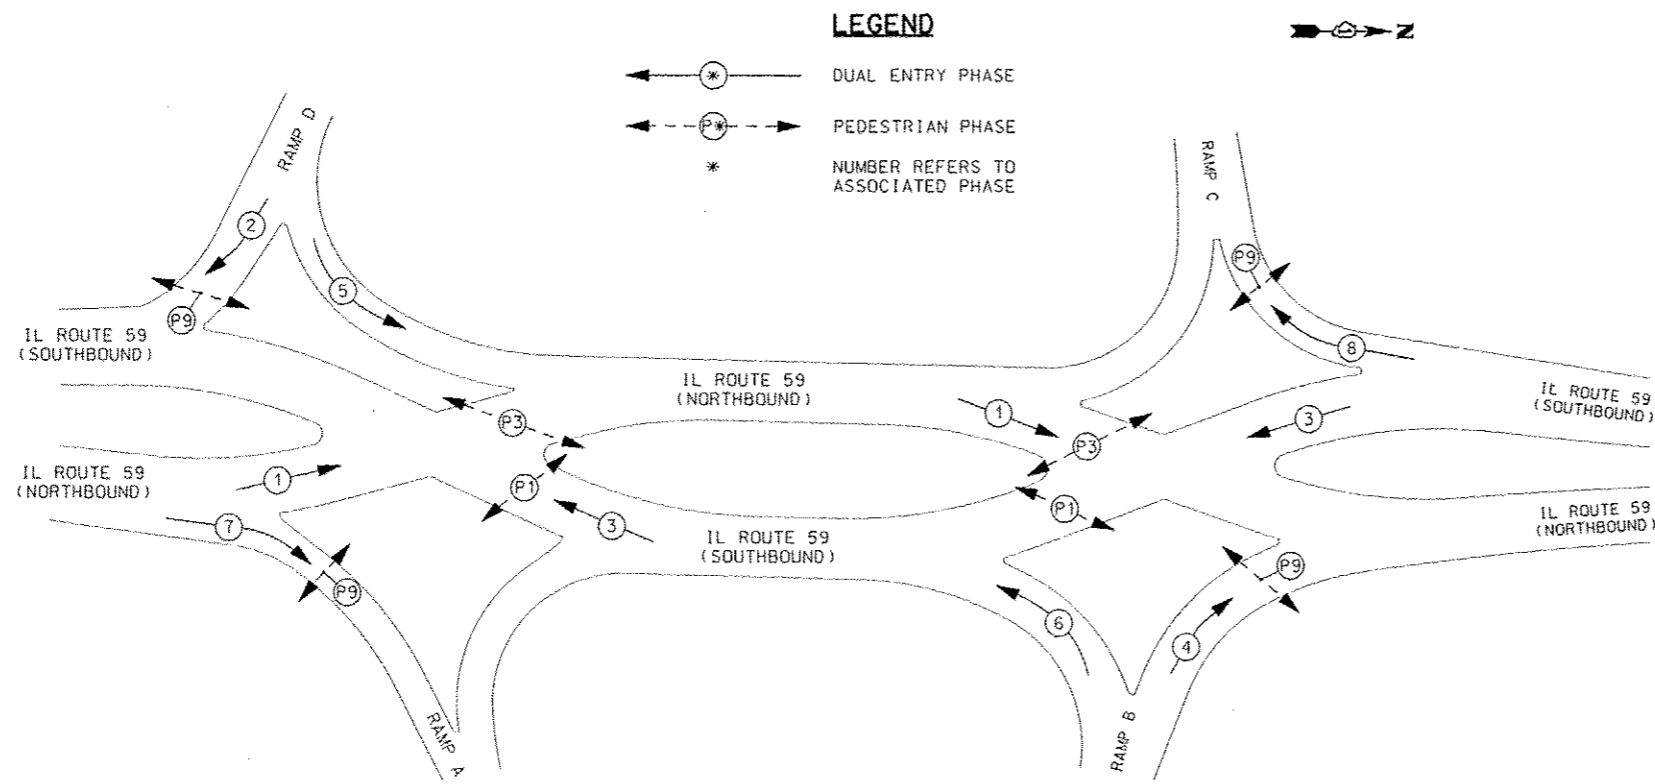 LEGEND
N
* DUAL ENTRY PHASE
P* PEDESTRIAN PHASE
* NUMBER REFERS TO
ASSOCIATED PHASE
RAMP D
RAMP C
2
5
P9
P9
8
IL ROUTE 59
(SOUTHBOUND)
IL ROUTE 59
(NORTHBOUND)
IL ROUTE 59
(SOUTHBOUND)
P3
1
P3
3
IL ROUTE 59
(NORTHBOUND)
1
P1
P1
7
3
IL ROUTE 59
(SOUTHBOUND)
IL ROUTE 59
(NORTHBOUND)
P9
P9
6
4
RAMP A
RAMP B